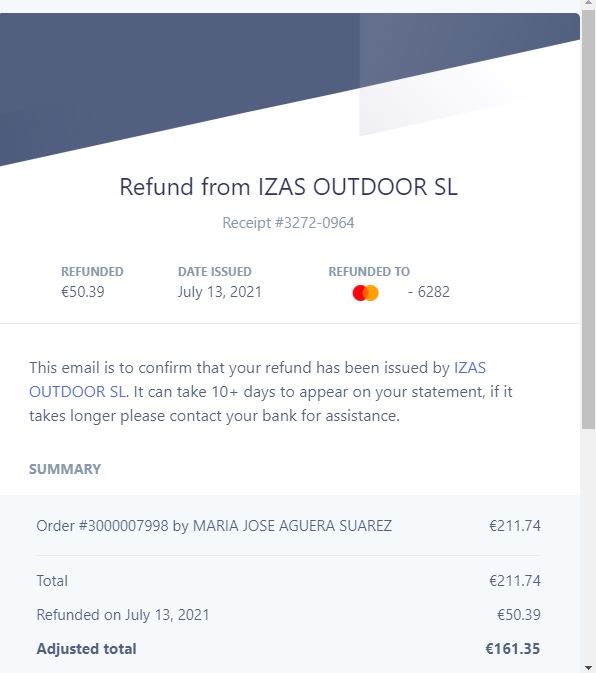 Refund from IZAS OUTDOOR SL
Receipt #3272-0964
REFUNDED DATE ISSUED REFUNDED TO
€50.39 July 13, 2021 - 6282
This email is to confirm that your refund has been issued by IZAS
OUTDOOR SL. It can take 10+ days to appear on your statement, if it
takes longer please contact your bank for assistance.
SUMMARY
Order #3000007998 by MARIA JOSE AGUERA SUAREZ €211.74
Total €211.74
Refunded on July 13, 2021 €50.39
Adjusted total €161.35